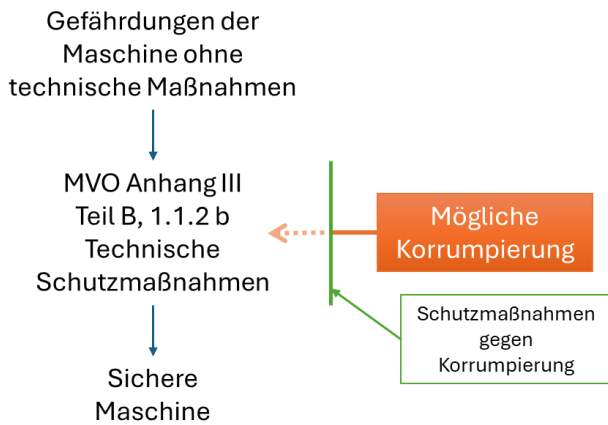 Gefährdungen der
Maschine ohne
technische Maßnahmen
MVO Anhang III
Teil B, 1.1.2 b
Technische
Schutzmaßnahmen
Mögliche
Korrumpierung
Schutzmaßnahmen
gegen
Korrumpierung
Sichere
Maschine